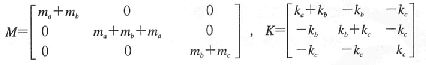 M=[m_a+m_b 0 0
0 m_a+m_b+m_a 0
0 0 m_b+m_c] , K=[k_a+k_b -k_b -k_c
-k_b k_b+k_c -k_c
-k_c -k_c k_c]